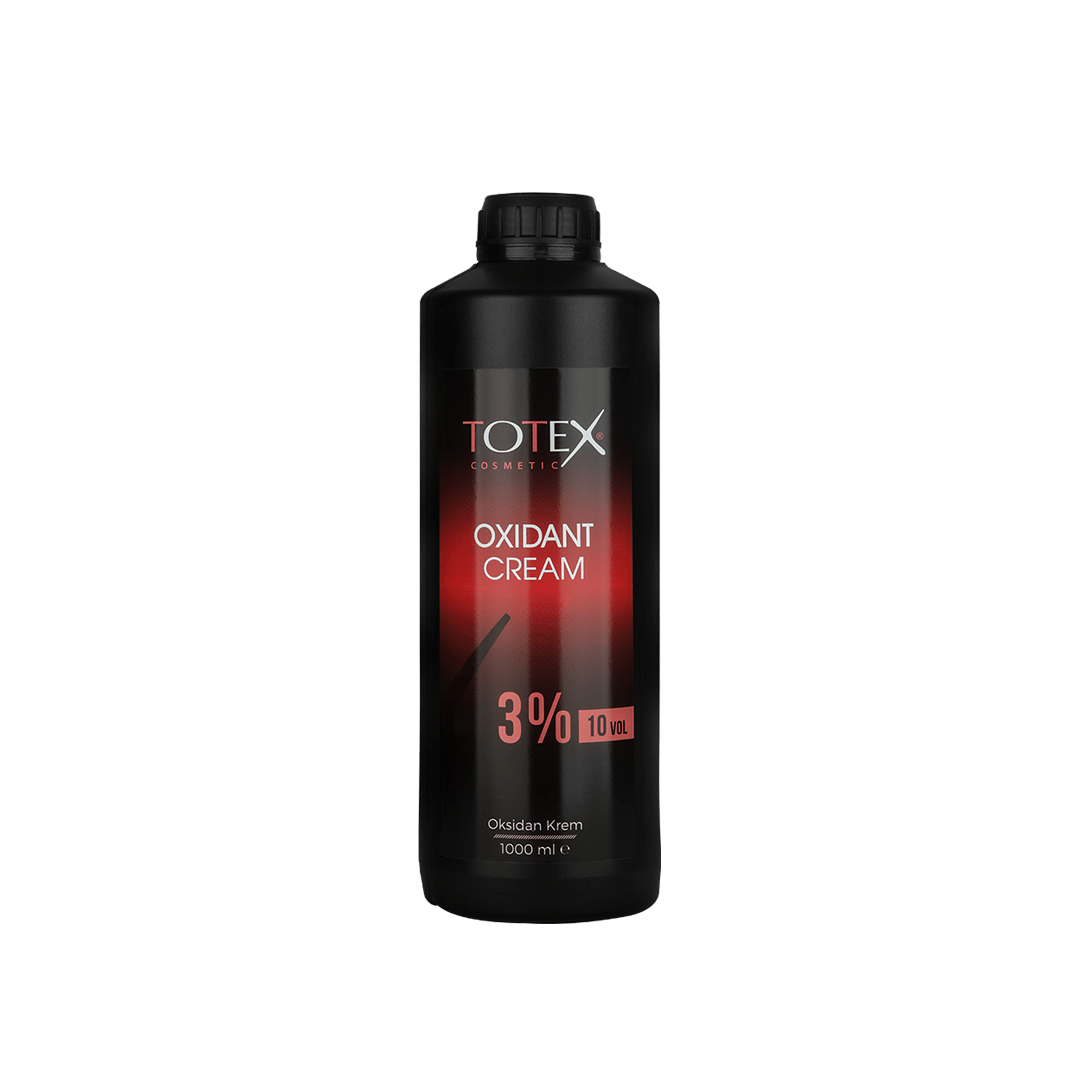 TOTEX®
COSMETIC
OXIDANT
CREAM
3% 10 VOL
Oksidan Krem
1000 ml ℮